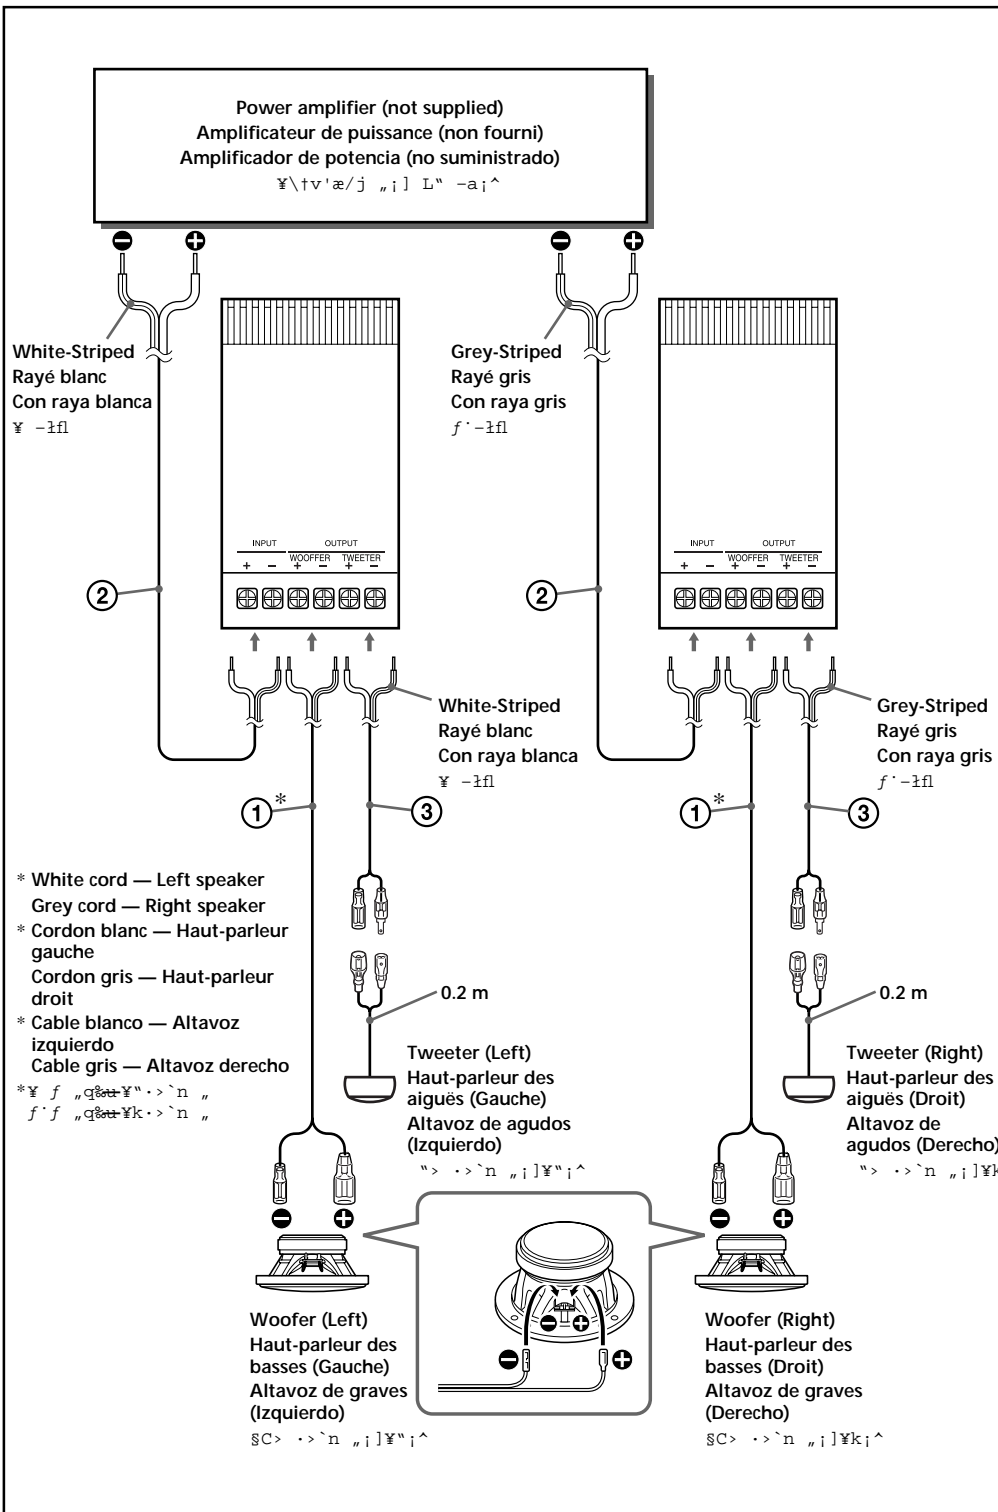 Power amplifier (not supplied)
Amplificateur de puissance (non fourni)
Amplificador de potencia (no suministrado)
White-Striped
Rayé blanc
Con raya blanca
Grey-Striped
Rayé gris
Con raya gris
INPUT OUTPUT
WOOFFER TWEETER
+ − + − + −
INPUT OUTPUT
WOOFFER TWEETER
+ − + − + −
2
2
White-Striped
Rayé blanc
Con raya blanca
Grey-Striped
Rayé gris
Con raya gris
1*
3
1*
3
* White cord — Left speaker
Grey cord — Right speaker
* Cordon blanc — Haut-parleur
gauche
Cordon gris — Haut-parleur
droit
* Cable blanco — Altavoz
izquierdo
Cable gris — Altavoz derecho
0.2 m
0.2 m
Tweeter (Left)
Haut-parleur des
aiguës (Gauche)
Altavoz de agudos
(Izquierdo)
Tweeter (Right)
Haut-parleur des
aiguës (Droit)
Altavoz de
agudos (Derecho)
Woofer (Left)
Haut-parleur des
basses (Gauche)
Altavoz de graves
(Izquierdo)
Woofer (Right)
Haut-parleur des
basses (Droit)
Altavoz de graves
(Derecho)